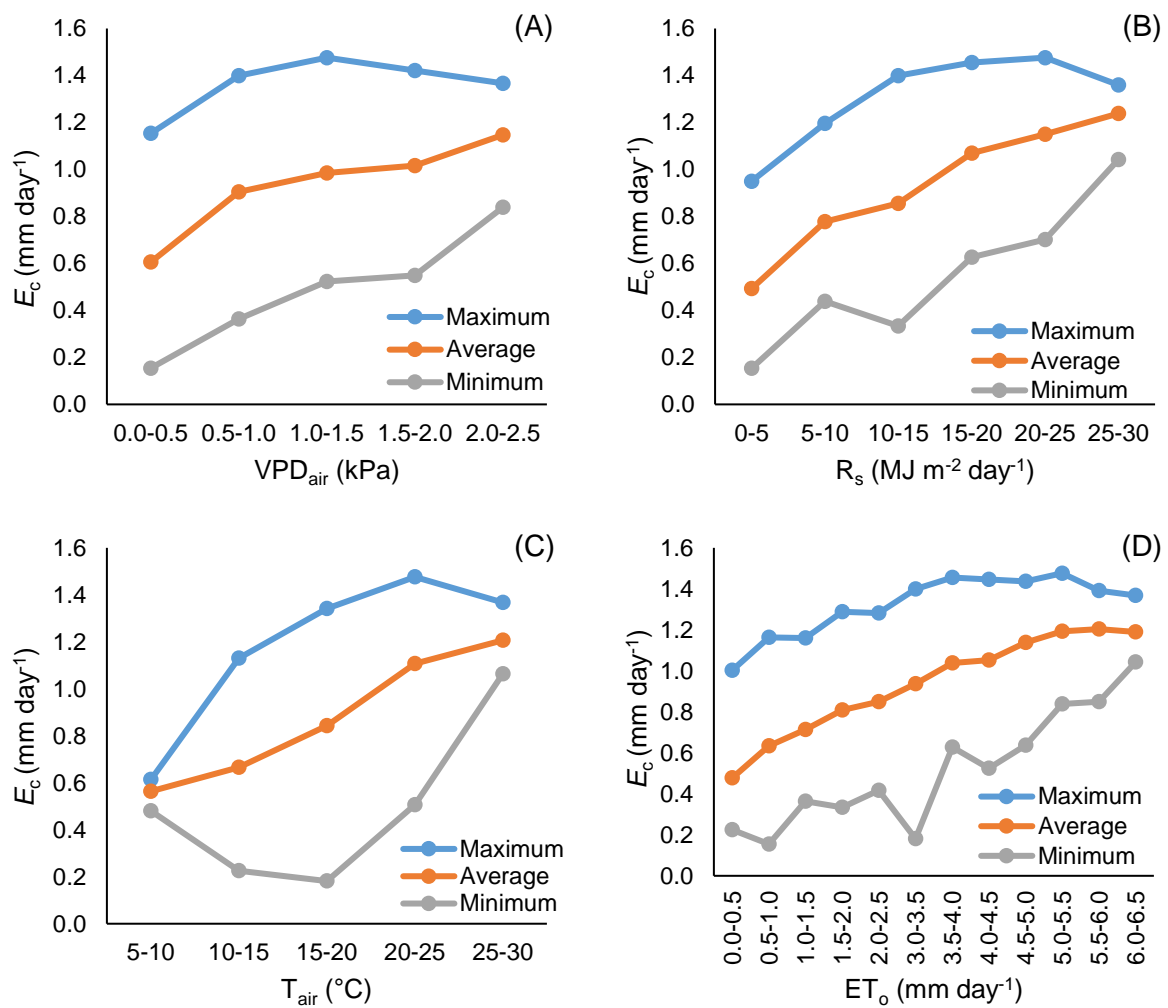 (A)
1.6
1.4
1.2
1.0
0.8
0.6
0.4
0.2
0.0
E_c (mm day⁻¹)
Maximum
Average
Minimum
0.0-0.5 0.5-1.0 1.0-1.5 1.5-2.0 2.0-2.5
VPD_air (kPa)
(B)
1.6
1.4
1.2
1.0
0.8
0.6
0.4
0.2
0.0
E_c (mm day⁻¹)
Maximum
Average
Minimum
0-5 5-10 10-15 15-20 20-25 25-30
R_s (MJ m⁻² day⁻¹)
(C)
1.6
1.4
1.2
1.0
0.8
0.6
0.4
0.2
0.0
E_c (mm day⁻¹)
Maximum
Average
Minimum
5-10 10-15 15-20 20-25 25-30
T_air (°C)
(D)
1.6
1.4
1.2
1.0
0.8
0.6
0.4
0.2
0.0
E_c (mm day⁻¹)
Maximum
Average
Minimum
0.0-0.5
0.5-1.0
1.0-1.5
1.5-2.0
2.0-2.5
3.0-3.5
3.5-4.0
4.0-4.5
4.5-5.0
5.0-5.5
5.5-6.0
6.0-6.5
ET_o (mm day⁻¹)